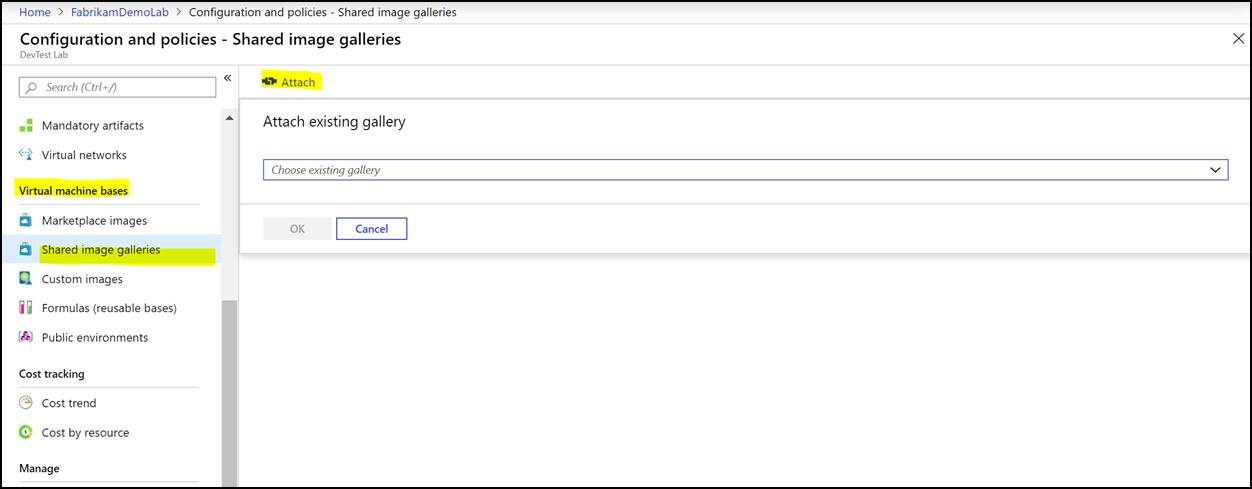 Home > FabrikamDemoLab > Configuration and policies - Shared image galleries
Configuration and policies - Shared image galleries
DevTest Lab
Search (Ctrl+/)
«
Mandatory artifacts
Virtual networks
Virtual machine bases
Marketplace images
Shared image galleries
Custom images
Formulas (reusable bases)
Public environments
Cost tracking
Cost trend
Cost by resource
Manage
Attach
Attach existing gallery
Choose existing gallery
OK
Cancel